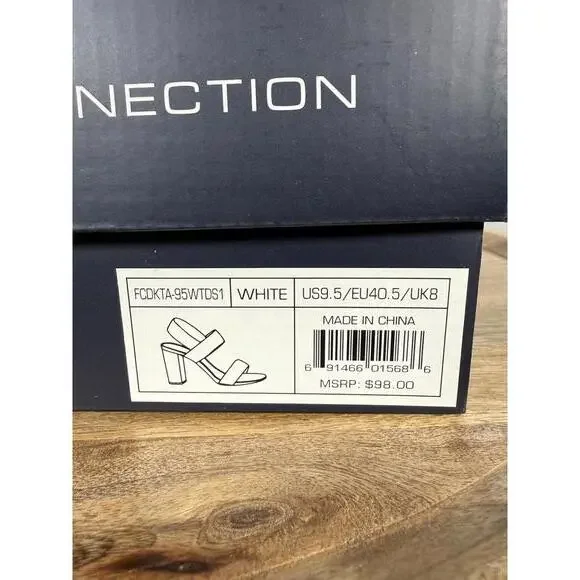 NECTION
FCDKTA-95WTDS1 WHITE US9.5/EU40.5/UK8
MADE IN CHINA
6 91466 01568 6
MSRP: $98.00